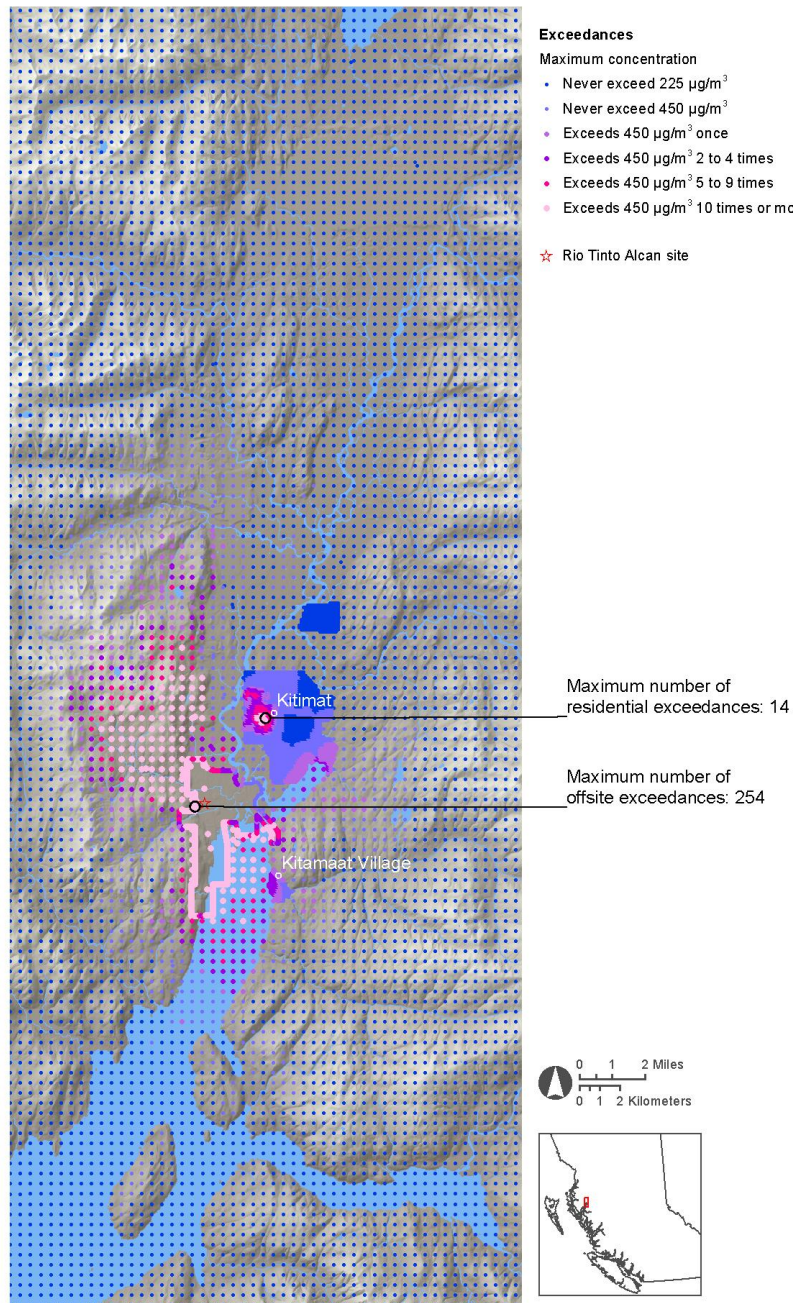 Exceedances
Maximum concentration
Never exceed 225 µg/m³
Never exceed 450 µg/m³
Exceeds 450 µg/m³ once
Exceeds 450 µg/m³ 2 to 4 times
Exceeds 450 µg/m³ 5 to 9 times
Exceeds 450 µg/m³ 10 times or mo
Rio Tinto Alcan site
Kitimat
Maximum number of
residential exceedances: 14
Maximum number of
offsite exceedances: 254
Kitamaat Village
0 1 2 Miles
0 1 2 Kilometers